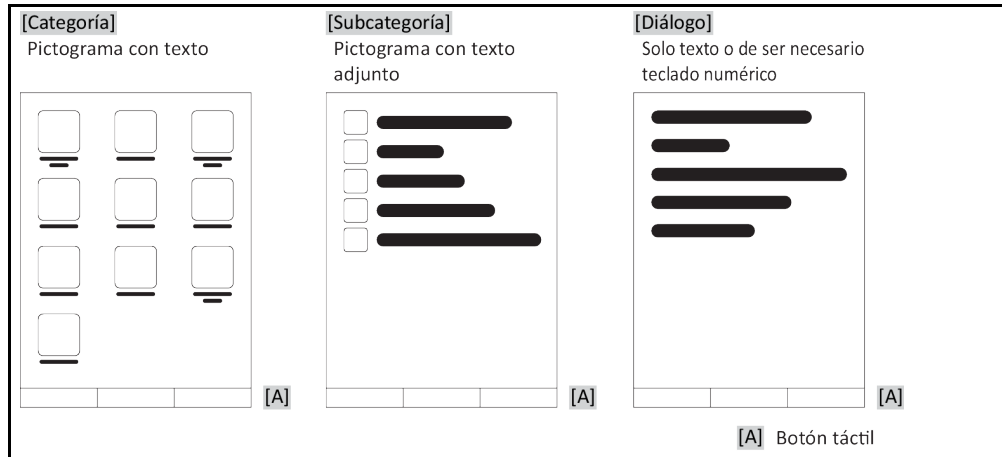 [Categoría]
Pictograma con texto
[Subcategoría]
Pictograma con texto
adjunto
[Diálogo]
Solo texto o de ser necesario
teclado numérico
[A]
[A]
[A]
[A] Botón táctil